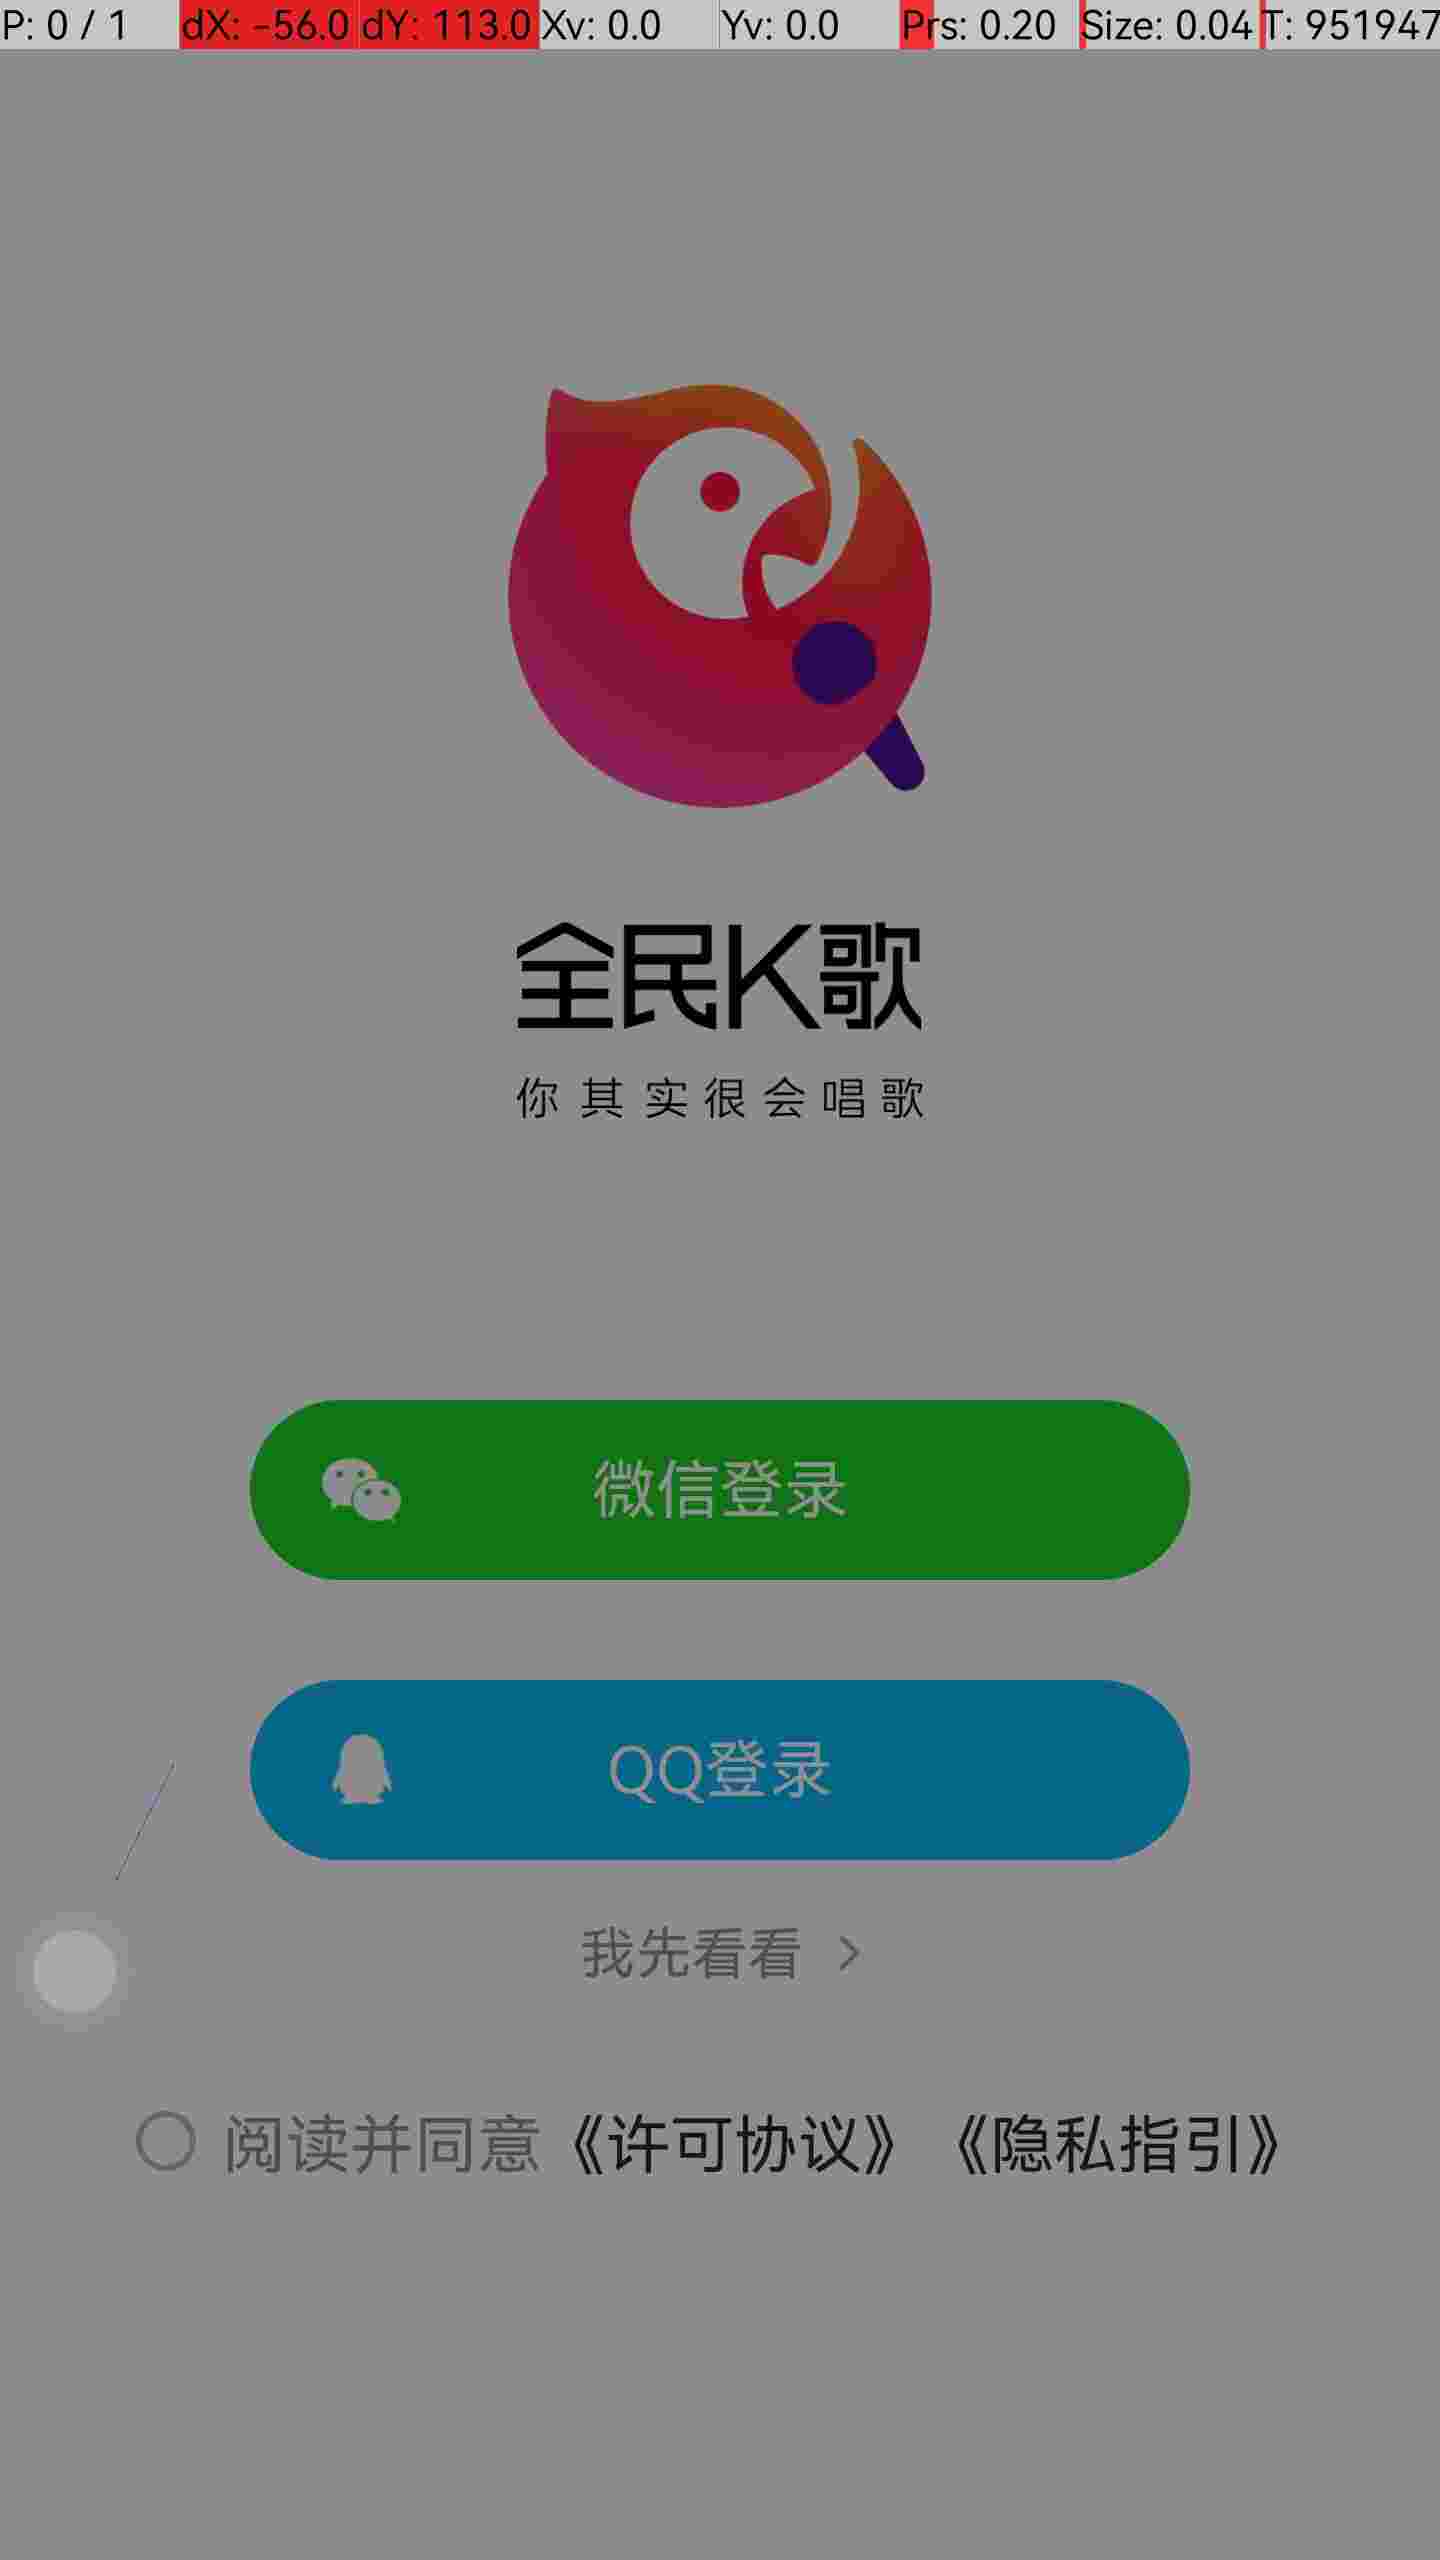 P: 0 / 1 dX: -56.0 dY: 113.0 Xv: 0.0 Yv: 0.0 Prs: 0.20 Size: 0.04 T: 951947
全民K歌
你其实很会唱歌
微信登录
QQ登录
我先看看 >
阅读并同意《许可协议》 《隐私指引》